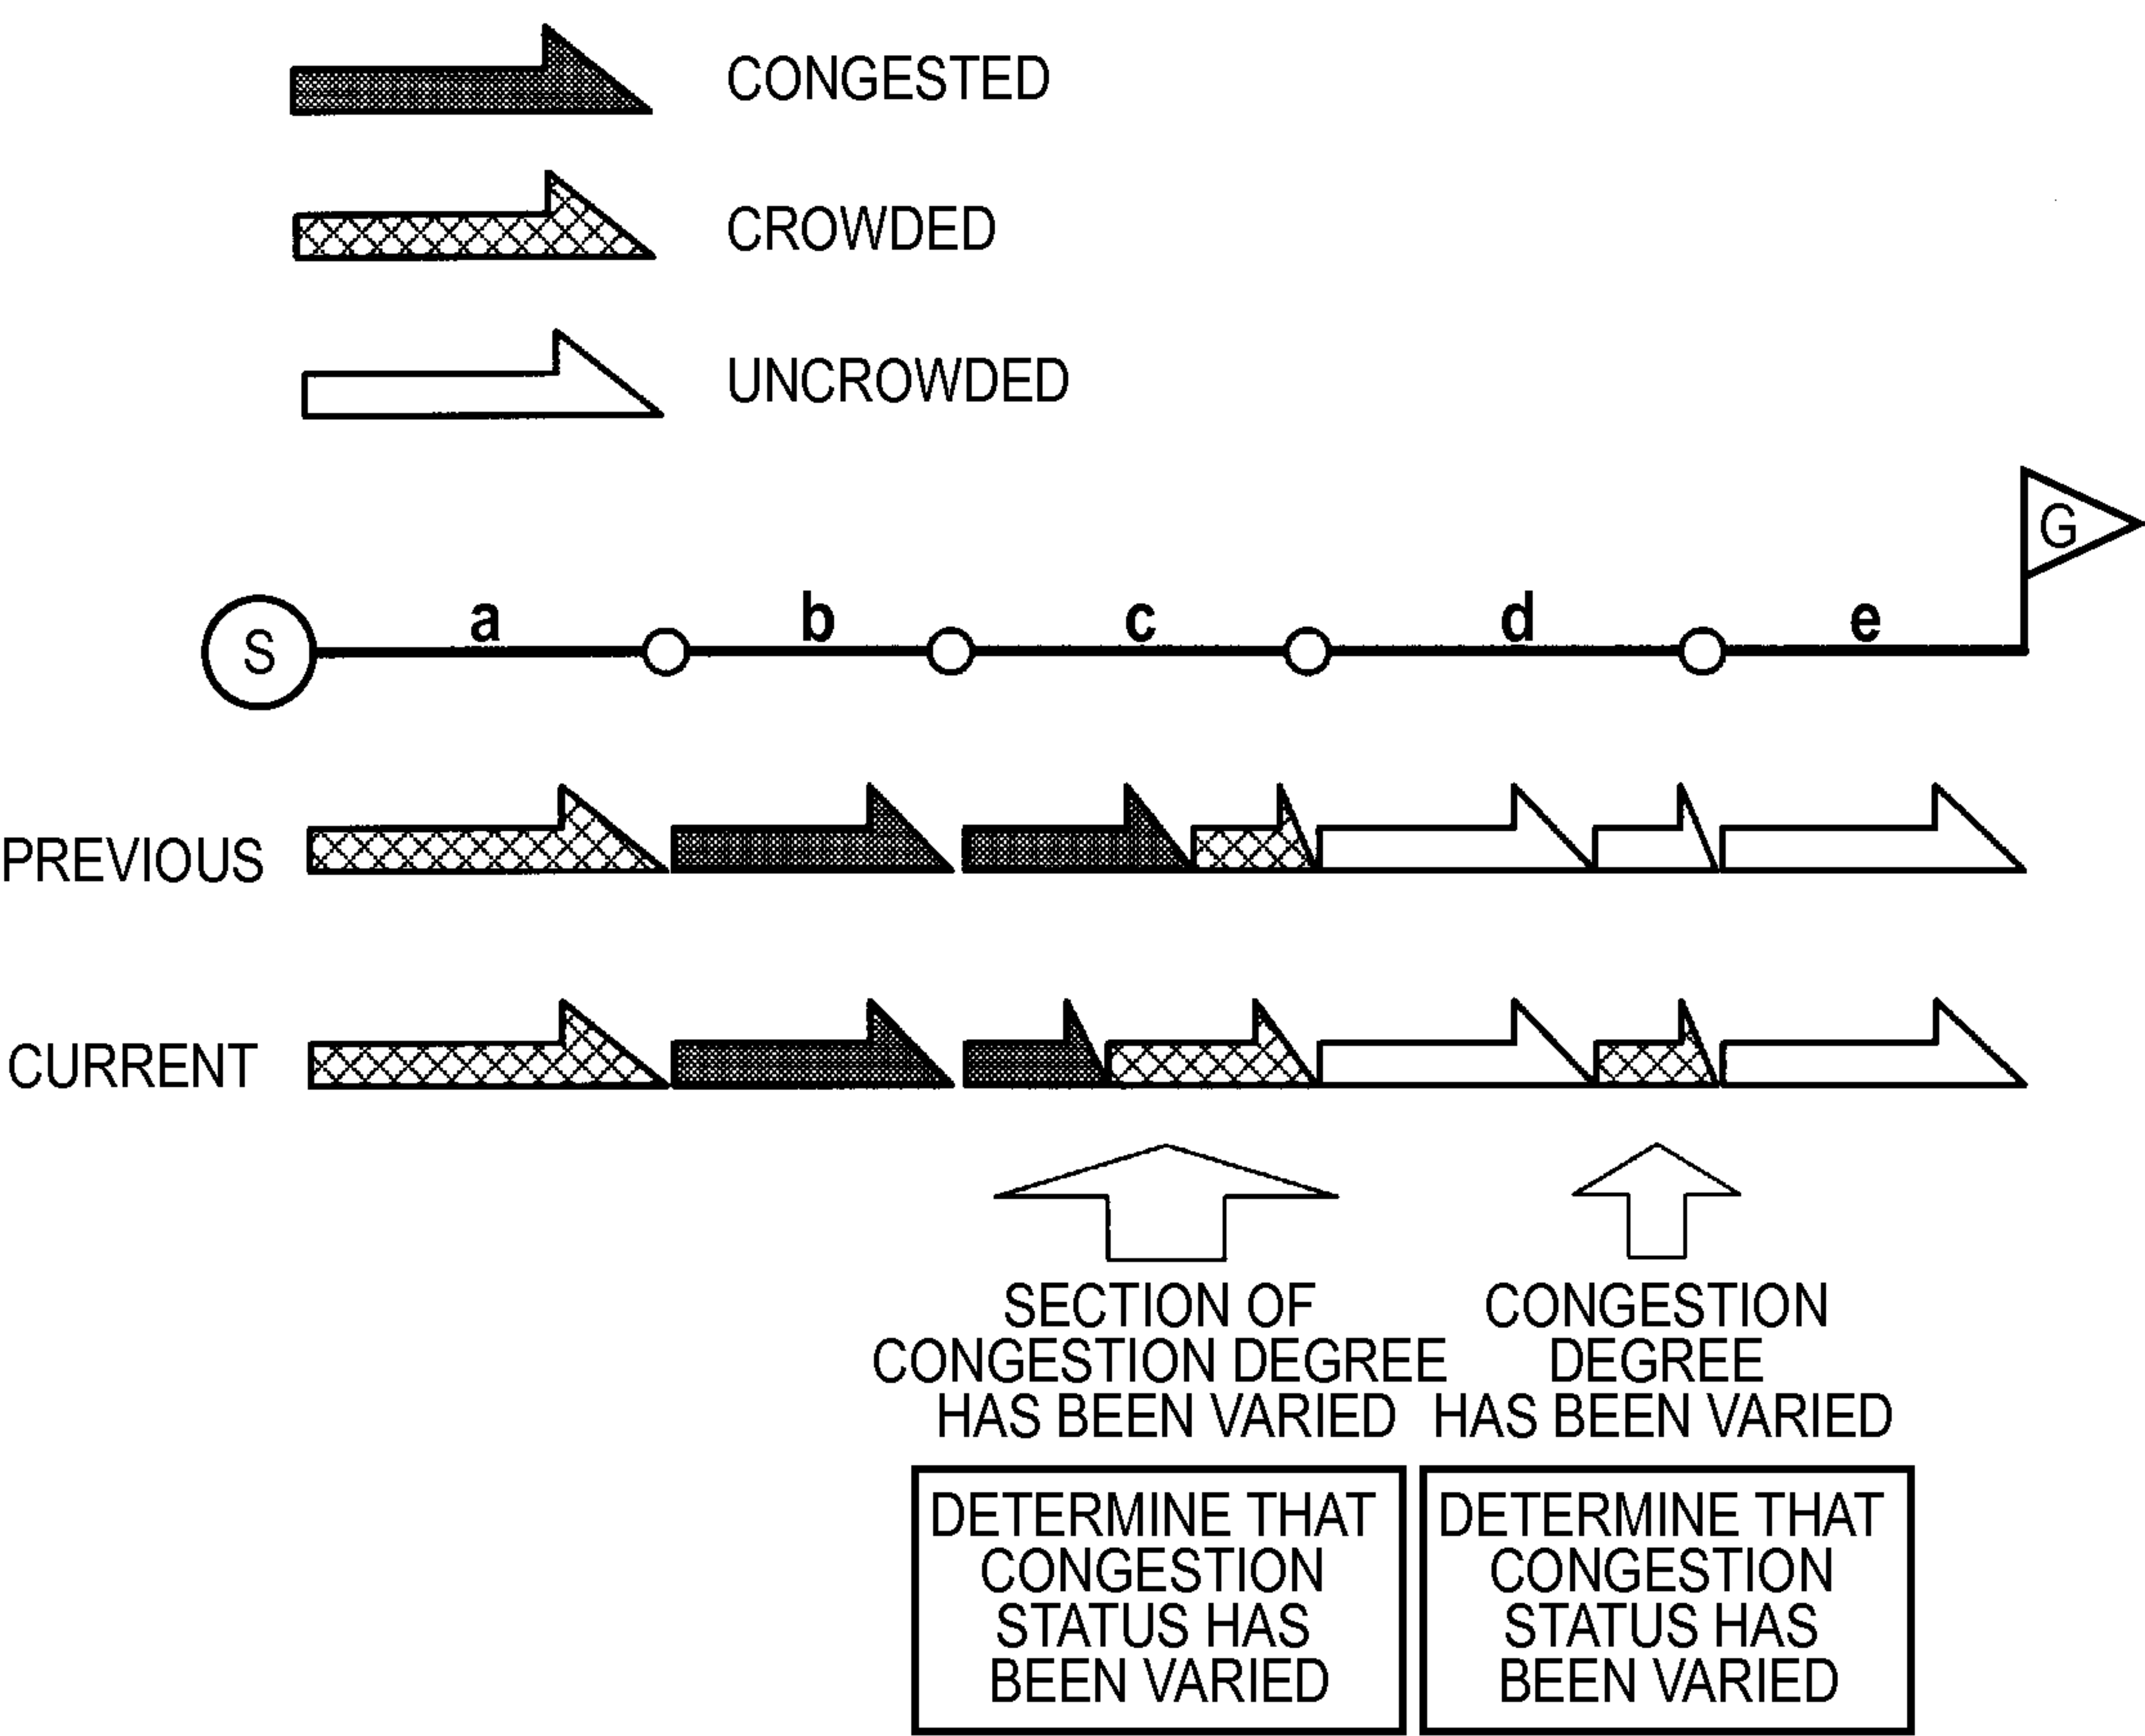 CONGESTED
CROWDED
UNCROWDED
G
S
a
b
c
d
e
PREVIOUS
CURRENT
SECTION OF
CONGESTION DEGREE
HAS BEEN VARIED
CONGESTION
DEGREE
HAS BEEN VARIED
DETERMINE THAT
CONGESTION
STATUS HAS
BEEN VARIED
DETERMINE THAT
CONGESTION
STATUS HAS
BEEN VARIED